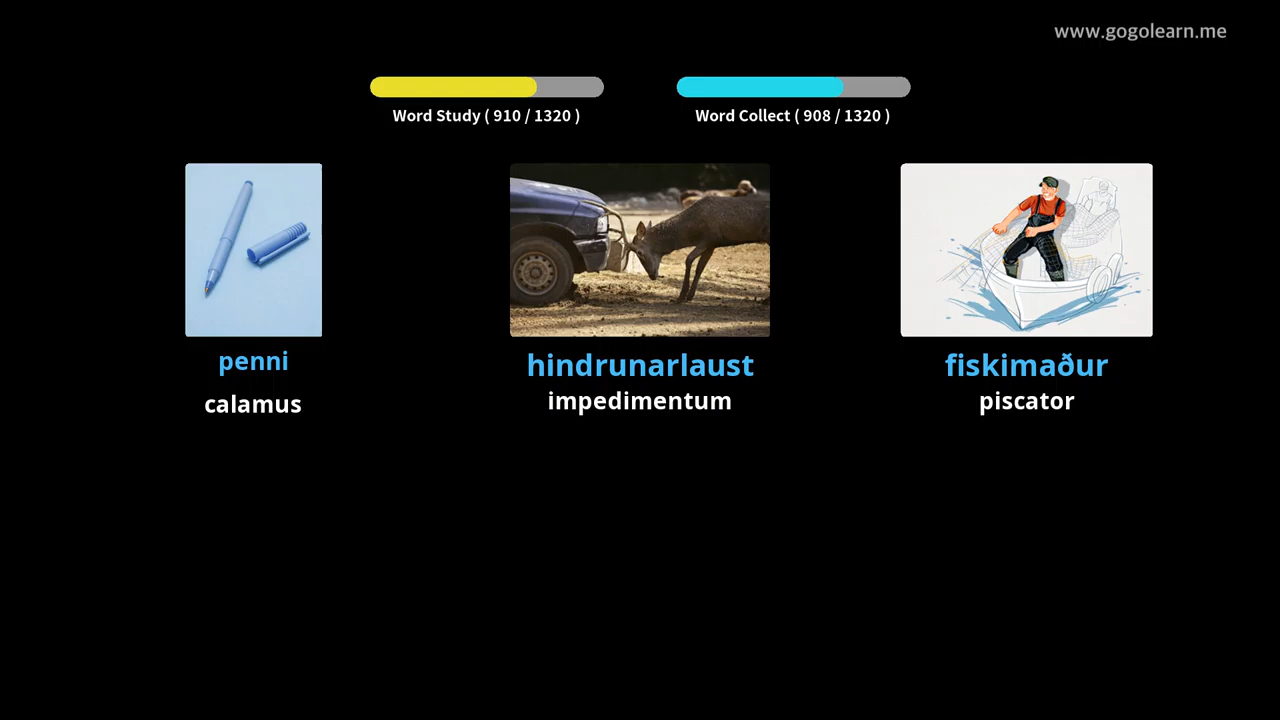 www.gogolearn.me
Word Study ( 910 / 1320 )
Word Collect ( 908 / 1320 )
penni
calamus
hindrunarlaust
impedimentum
fiskimaður
piscator